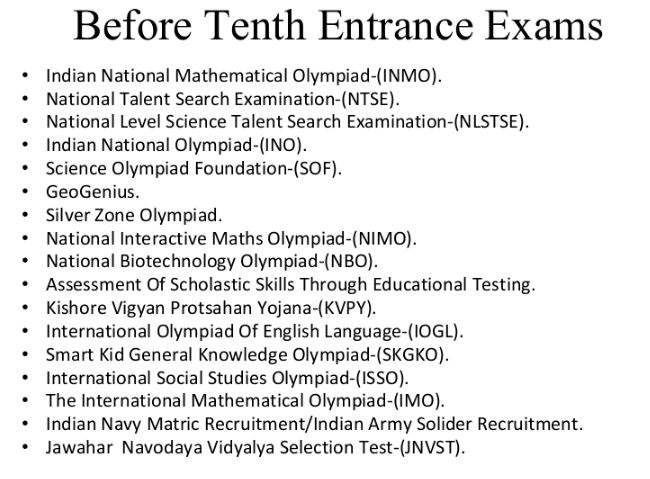 Before Tenth Entrance Exams
• Indian National Mathematical Olympiad-(INMO).
• National Talent Search Examination-(NTSE).
• National Level Science Talent Search Examination-(NLSTSE).
• Indian National Olympiad-(INO).
• Science Olympiad Foundation-(SOF).
• GeoGenius.
• Silver Zone Olympiad.
• National Interactive Maths Olympiad-(NIMO).
• National Biotechnology Olympiad-(NBO).
• Assessment Of Scholastic Skills Through Educational Testing.
• Kishore Vigyan Protsahan Yojana-(KVPY).
• International Olympiad Of English Language-(IOGL).
• Smart Kid General Knowledge Olympiad-(SKGKO).
• International Social Studies Olympiad-(ISSO).
• The International Mathematical Olympiad-(IMO).
• Indian Navy Matric Recruitment/Indian Army Solider Recruitment.
• Jawahar  Navodaya Vidyalya Selection Test-(JNVST).